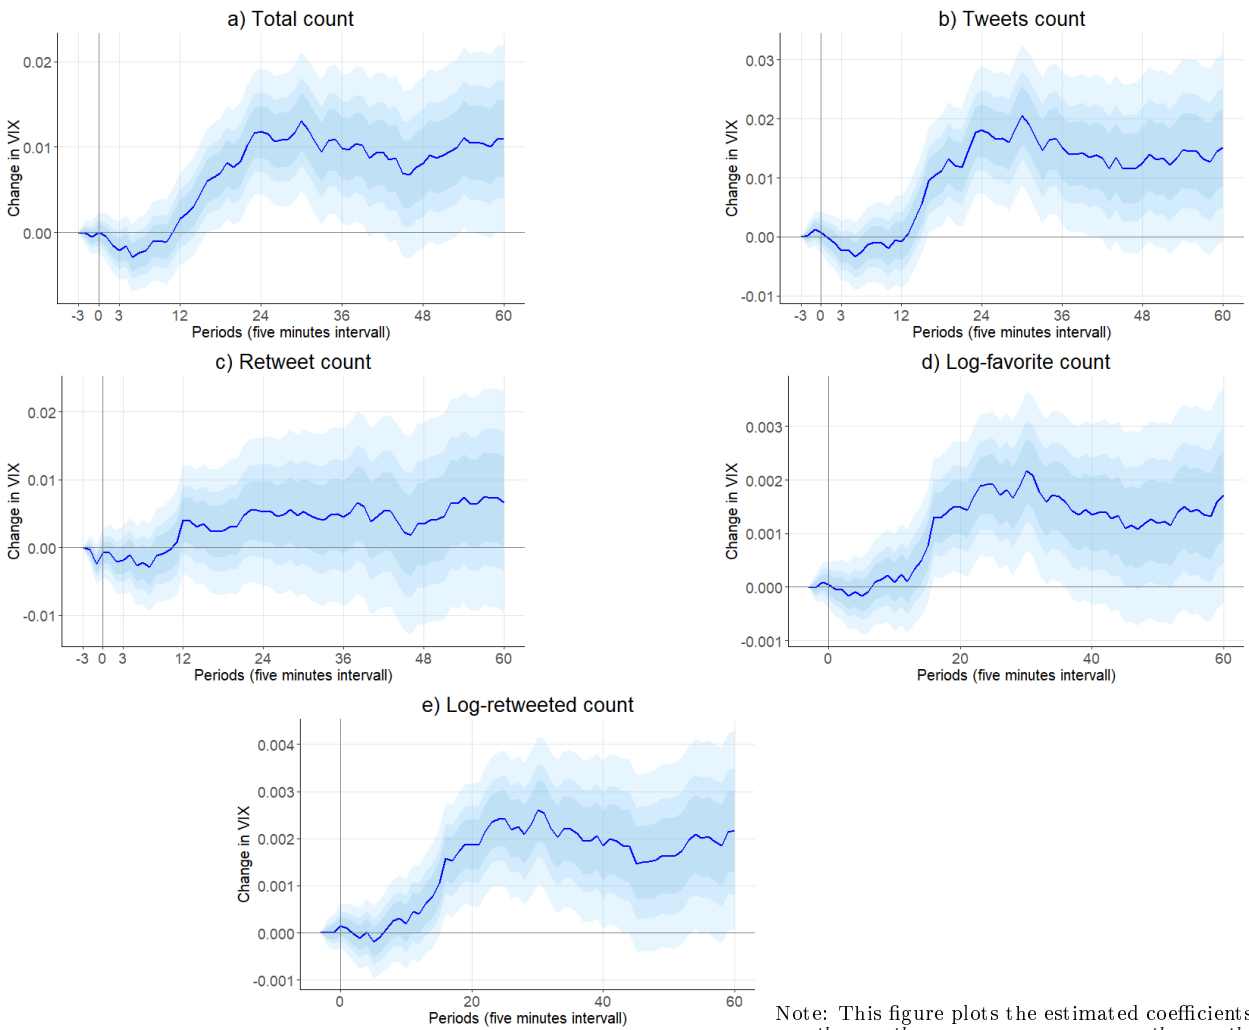 a) Total count
Change in VIX
0.02
0.01
0.00
-3 0 3 12 24 36 48 60
Periods (five minutes intervall)
b) Tweets count
Change in VIX
0.03
0.02
0.01
0.00
-0.01
-3 0 3 12 24 36 48 60
Periods (five minutes intervall)
c) Retweet count
Change in VIX
0.02
0.01
0.00
-0.01
-3 0 3 12 24 36 48 60
Periods (five minutes intervall)
d) Log-favorite count
Change in VIX
0.003
0.002
0.001
0.000
-0.001
0 20 40 60
Periods (five minutes intervall)
e) Log-retweeted count
Change in VIX
0.004
0.003
0.002
0.001
0.000
-0.001
0 20 40 60
Periods (five minutes intervall)
Note: This figure plots the estimated coefficients